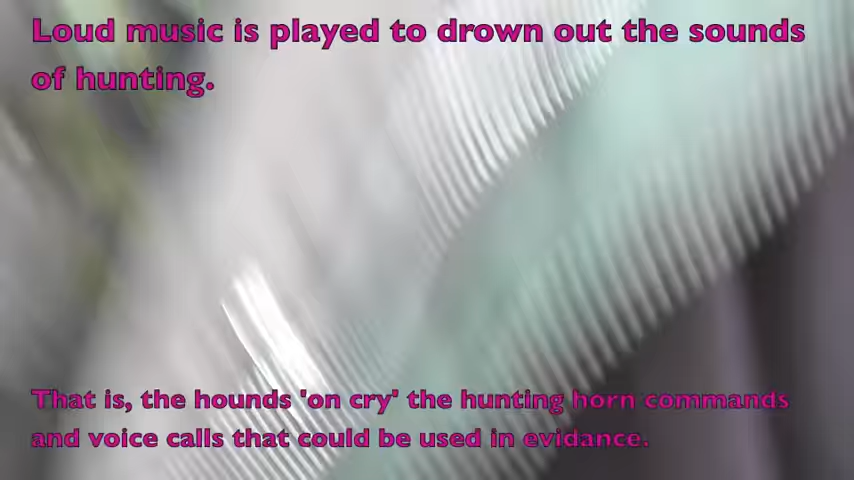 Loud music is played to drown out the sounds
of hunting.
That is, the hounds 'on cry' the hunting horn commands
and voice calls that could be used in evidance.